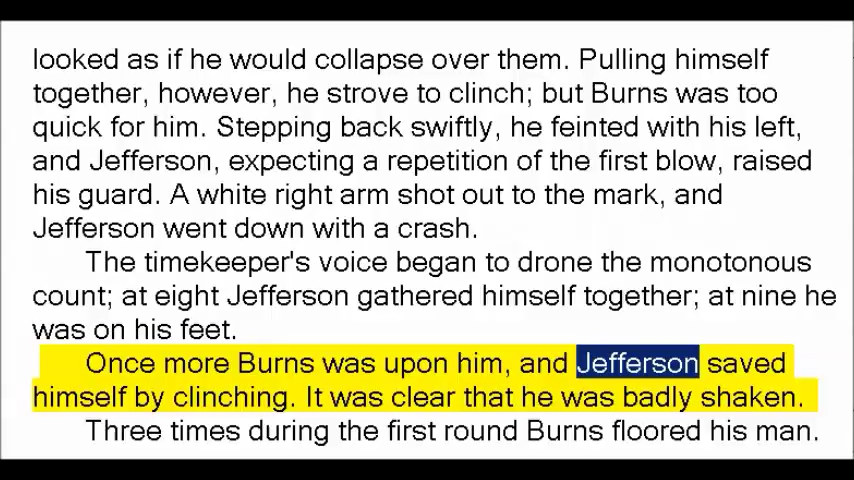 looked as if he would collapse over them. Pulling himself
together, however, he strove to clinch; but Burns was too
quick for him. Stepping back swiftly, he feinted with his left,
and Jefferson, expecting a repetition of the first blow, raised
his guard. A white right arm shot out to the mark, and
Jefferson went down with a crash.
The timekeeper's voice began to drone the monotonous
count; at eight Jefferson gathered himself together; at nine he
was on his feet.
Once more Burns was upon him, and Jefferson saved
himself by clinching. It was clear that he was badly shaken.
Three times during the first round Burns floored his man.